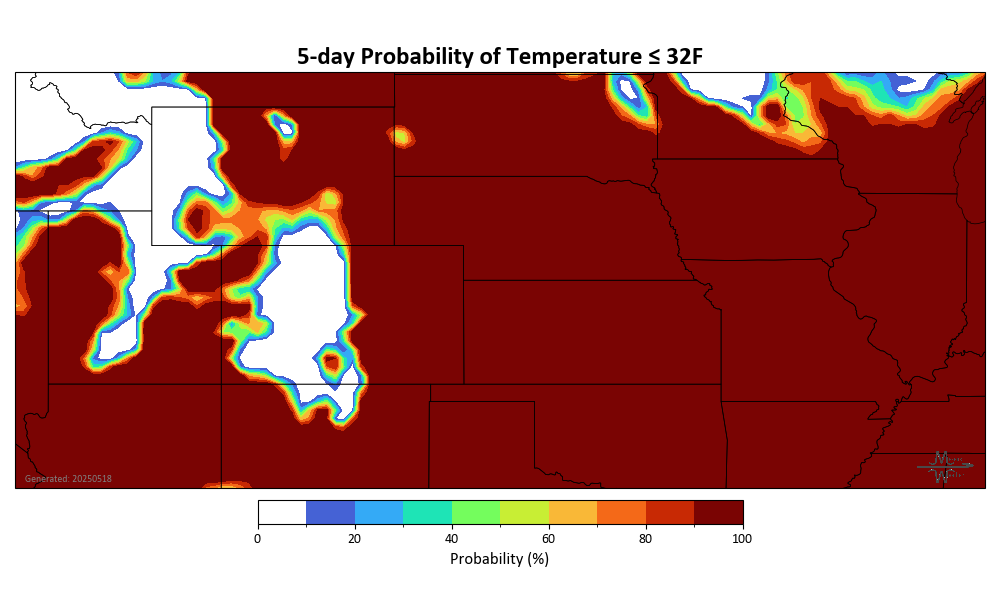 5-day Probability of Temperature ≤ 32F
Generated: 20250518
0 20 40 60 80 100
Probability (%)